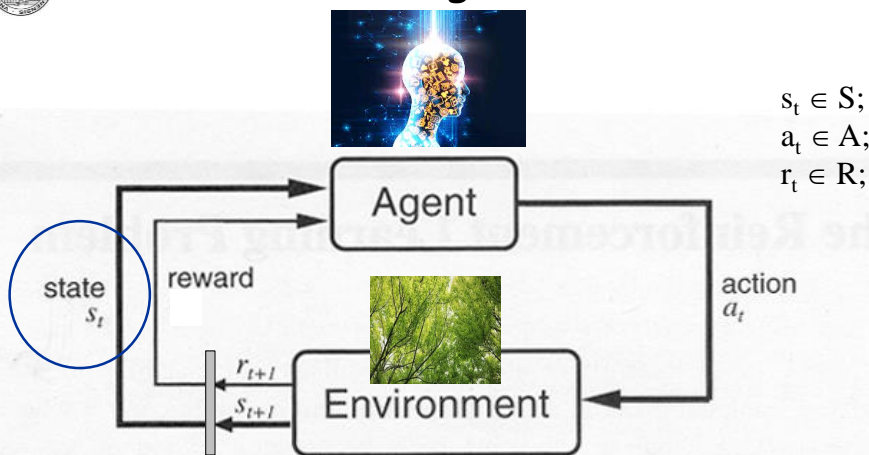 s_t ∈ S;
a_t ∈ A;
r_t ∈ R;
Agent
state
s_t
reward
action
a_t
r_{t+1}
s_{t+1}
Environment